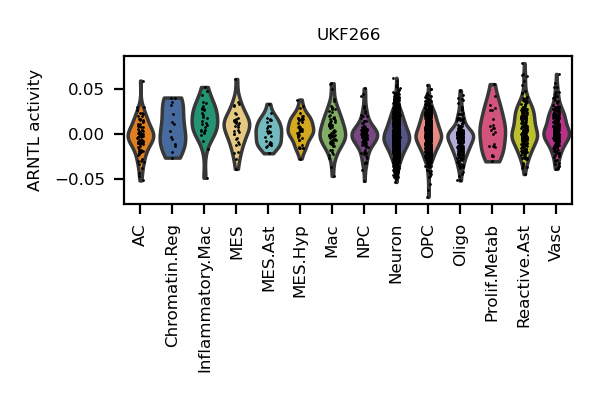 UKF266
ARNTL activity
0.05
0.00
−0.05
AC
Chromatin.Reg
Inflammatory.Mac
MES
MES.Ast
MES.Hyp
Mac
NPC
Neuron
OPC
Oligo
Prolif.Metab
Reactive.Ast
Vasc